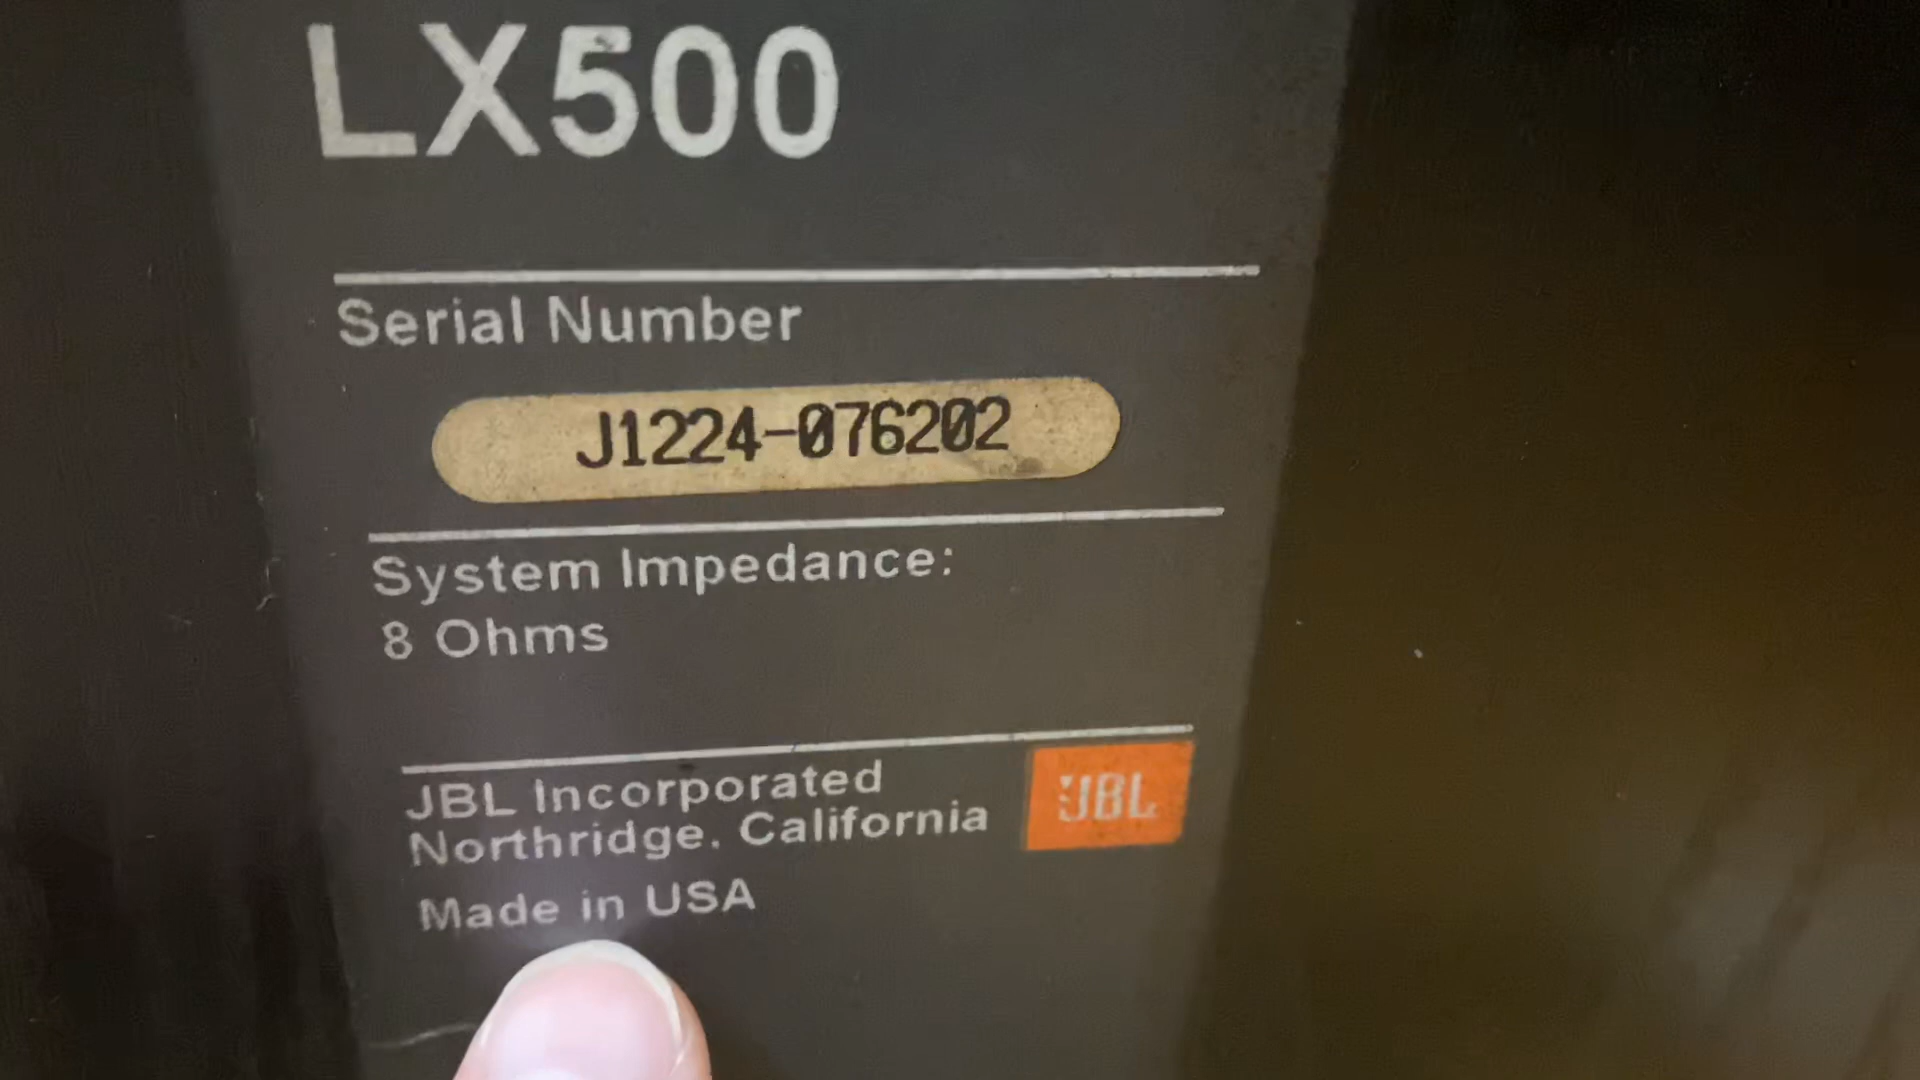 LX500
Serial Number
J1224-076202
System Impedance:
8 Ohms
JBL Incorporated
Northridge, California
JBL
Made in USA